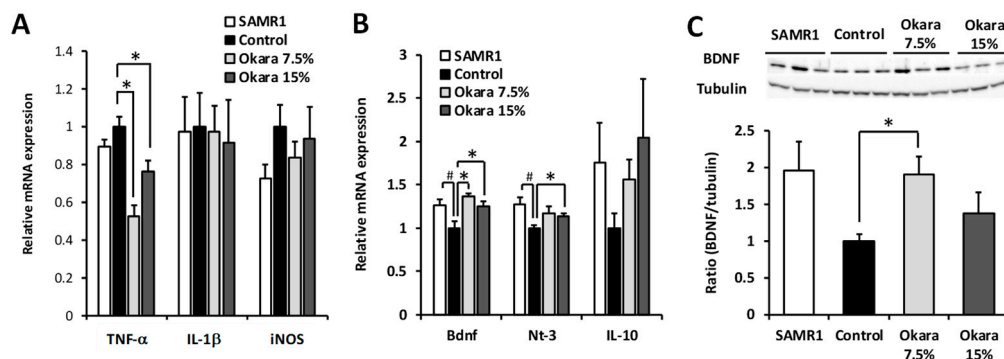 A
Relative mRNA expression
1.4
1.2
1
0.8
0.6
0.4
0.2
0
SAMR1
Control
Okara 7.5%
Okara 15%
*
*
TNF-α
IL-1β
iNOS
B
Relative mRNA expression
3
2.5
2
1.5
1
0.5
0
SAMR1
Control
Okara 7.5%
Okara 15%
#
*
*
#
*
Bdnf
Nt-3
IL-10
C
SAMR1
Control
Okara
7.5%
Okara
15%
BDNF
Tubulin
Ratio (BDNF/tubulin)
2.5
2
1.5
1
0.5
0
*
SAMR1
Control
Okara
7.5%
Okara
15%